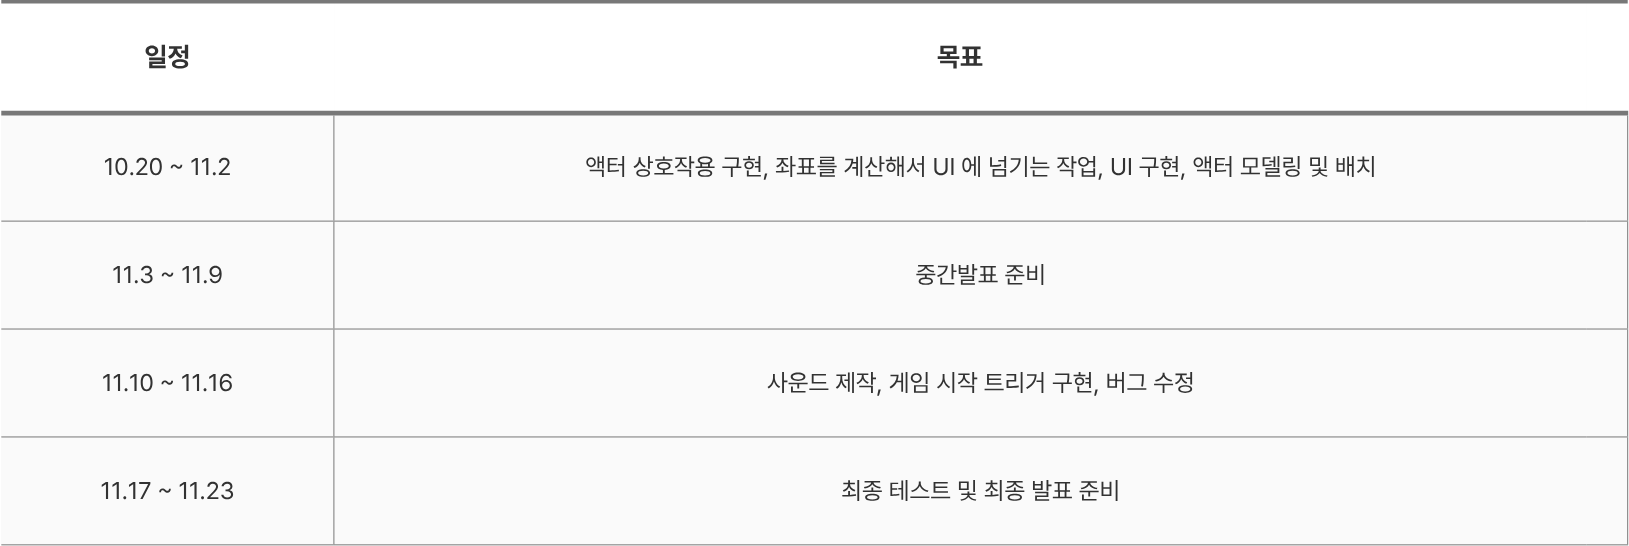 일정
목표
10.20 ~ 11.2
액터 상호작용 구현, 좌표를 계산해서 UI 에 넘기는 작업, UI 구현, 액터 모델링 및 배치
11.3 ~ 11.9
중간발표 준비
11.10 ~ 11.16
사운드 제작, 게임 시작 트리거 구현, 버그 수정
11.17 ~ 11.23
최종 테스트 및 최종 발표 준비